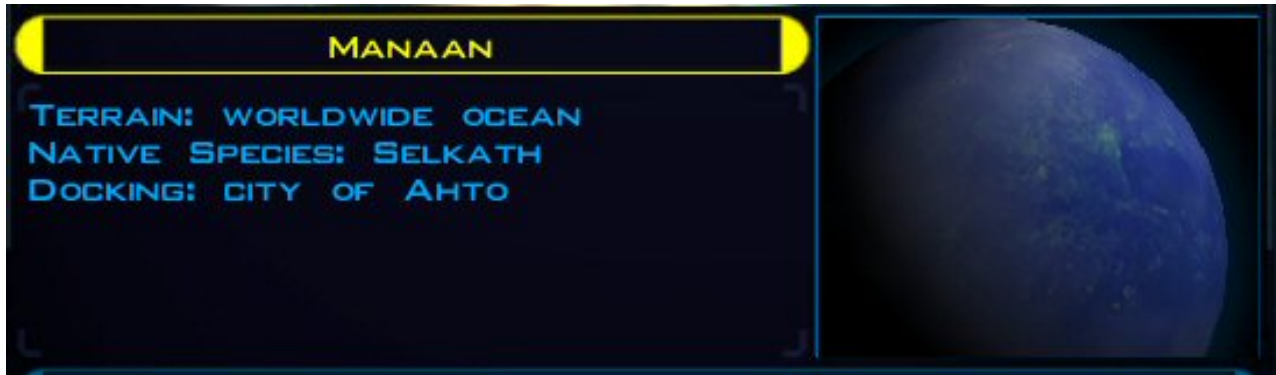 Manaan
Terrain: worldwide ocean
Native Species: Selkath
Docking: city of Ahto